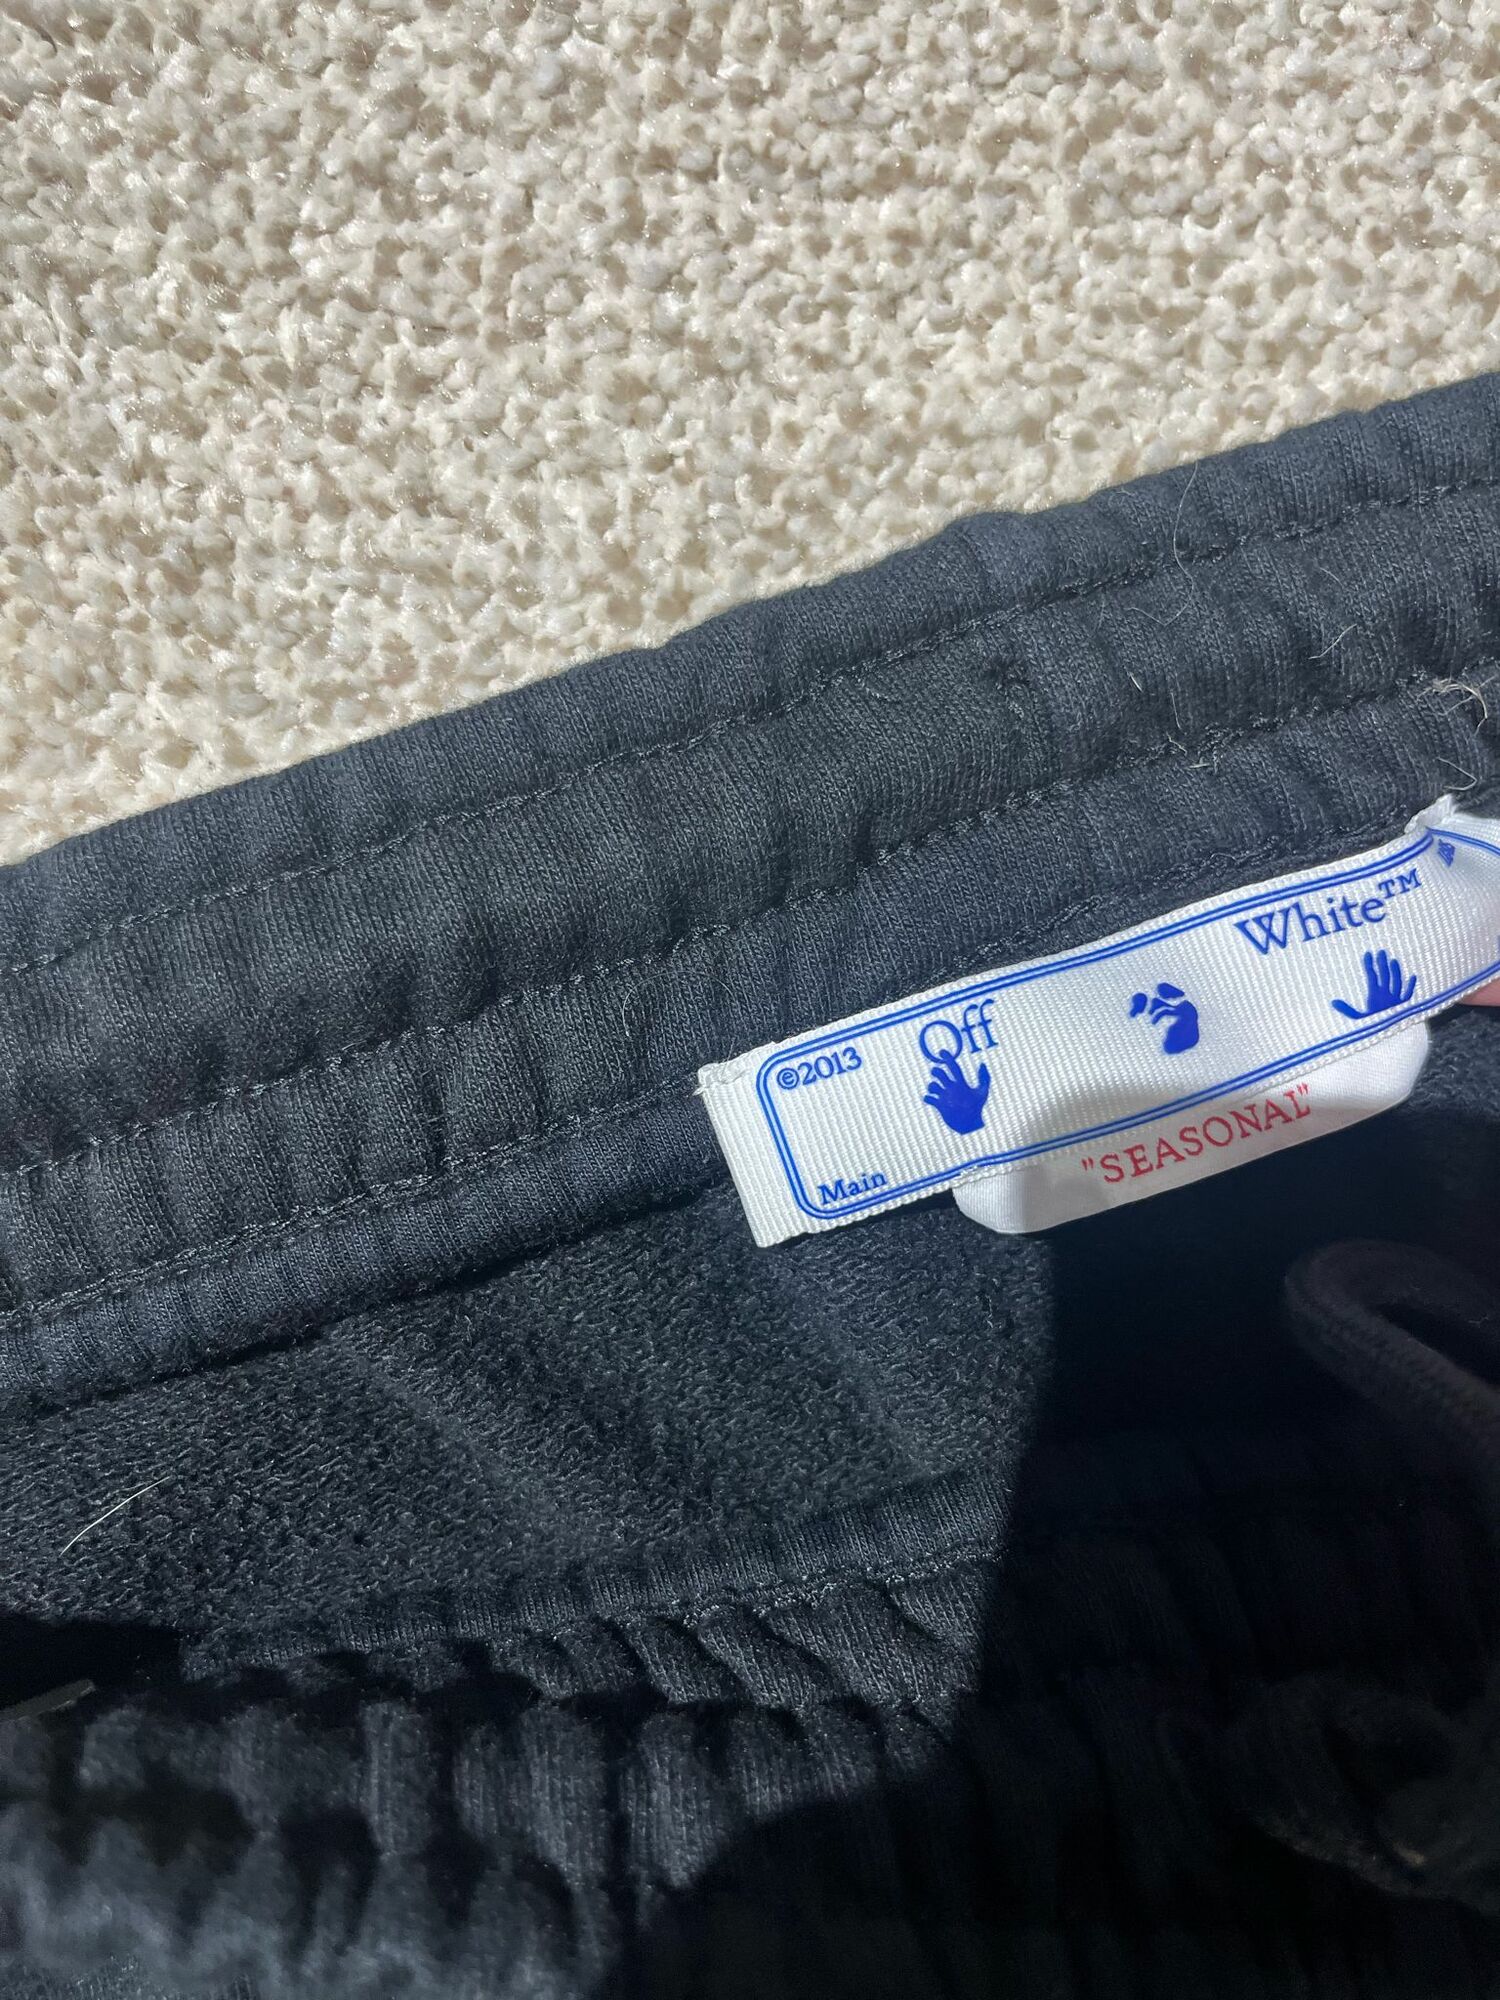 ©2013 Off White™
Main
"SEASONAL"